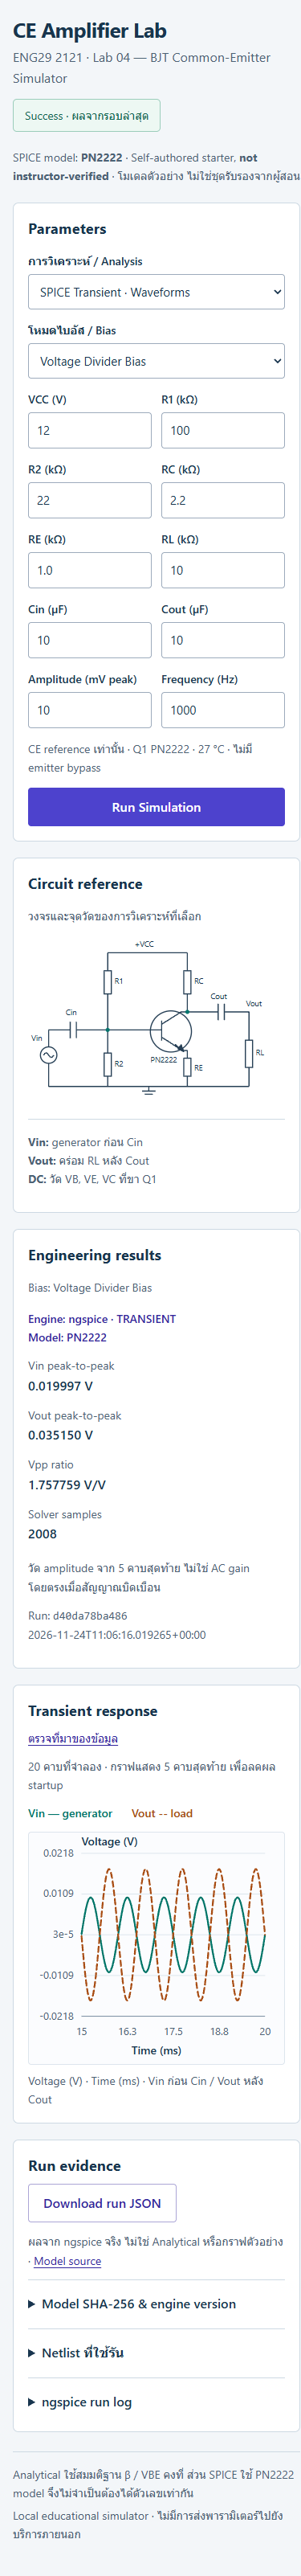 CE Amplifier Lab
ENG29 2121 · Lab 04 — BJT Common-Emitter
Simulator
Success · ผลจากรอบล่าสุด
SPICE model: PN2222 · Self-authored starter, not
instructor-verified · โมเดลตัวอย่าง ไม่ใช่ชุดรับรองจากผู้สอน
Parameters
การวิเคราะห์ / Analysis
SPICE Transient · Waveforms
โหมดไบอัส / Bias
Voltage Divider Bias
VCC (V)
R1 (kΩ)
12
100
R2 (kΩ)
RC (kΩ)
22
2.2
RE (kΩ)
RL (kΩ)
1.0
10
Cin (μF)
Cout (μF)
10
10
Amplitude (mV peak)
Frequency (Hz)
10
1000
CE reference เท่านั้น · Q1 PN2222 · 27 °C · ไม่มี
emitter bypass
Run Simulation
Circuit reference
วงจรและจุดวัดของการวิเคราะห์ที่เลือก
+VCC
R1
RC
Cout
Vout
Cin
Vin
PN2222
R2
RE
RL
Vin: generator ก่อน Cin
Vout: คร่อม RL หลัง Cout
DC: วัด VB, VE, VC ที่ขา Q1
Engineering results
Bias: Voltage Divider Bias
Engine: ngspice · TRANSIENT
Model: PN2222
Vin peak-to-peak
0.019997 V
Vout peak-to-peak
0.035150 V
Vpp ratio
1.757759 V/V
Solver samples
2008
วัด amplitude จาก 5 คาบสุดท้าย ไม่ใช่ AC gain
โดยตรงเมื่อสัญญาณบิดเบือน
Run: d40da78ba486
2026-11-24T11:06:16.019265+00:00
Transient response
ตรวจที่มาของข้อมูล
20 คาบที่จำลอง · กราฟแสดง 5 คาบสุดท้าย เพื่อลดผล
startup
Vin — generator
Vout -- load
Voltage (V)
0.0218
0.0109
3e-5
-0.0109
-0.0218
15
16.3
17.5
18.8
20
Time (ms)
Voltage (V) · Time (ms) · Vin ก่อน Cin / Vout หลัง
Cout
Run evidence
Download run JSON
ผลจาก ngspice จริง ไม่ใช่ Analytical หรือกราฟตัวอย่าง
· Model source
▶ Model SHA-256 & engine version
▶ Netlist ที่ใช้รัน
▶ ngspice run log
Analytical ใช้สมมติฐาน β / VBE คงที่ ส่วน SPICE ใช้ PN2222
model จึงไม่จำเป็นต้องได้ตัวเลขเท่ากัน
Local educational simulator · ไม่มีการส่งพารามิเตอร์ไปยัง
บริการภายนอก